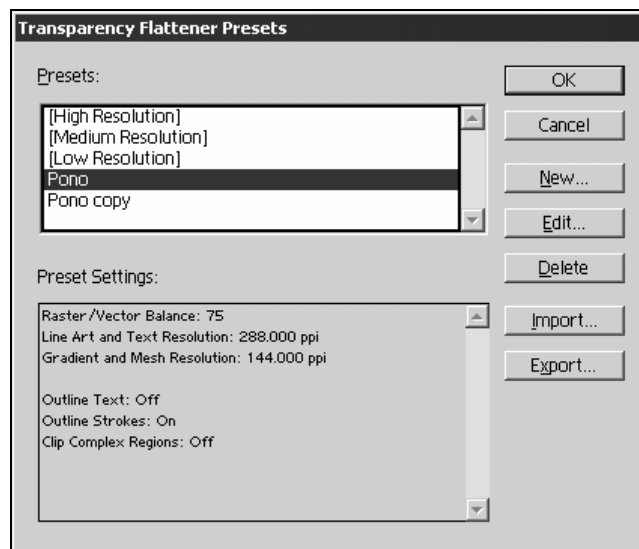 Transparency Flattener Presets
Presets:
[High Resolution]
[Medium Resolution]
[Low Resolution]
Pono
Pono copy
OK
Cancel
New...
Edit...
Delete
Import...
Export...
Preset Settings:
Raster/Vector Balance: 75
Line Art and Text Resolution: 288.000 ppi
Gradient and Mesh Resolution: 144.000 ppi
Outline Text: Off
Outline Strokes: On
Clip Complex Regions: Off